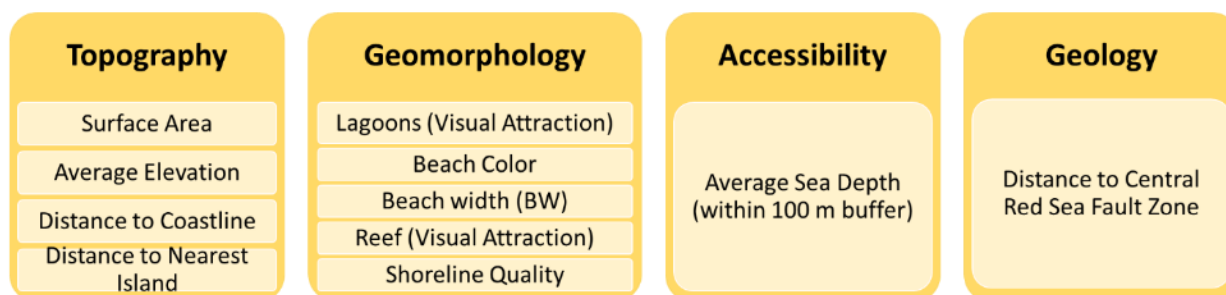 Topography
Surface Area
Average Elevation
Distance to Coastline
Distance to Nearest
Island
Geomorphology
Lagoons (Visual Attraction)
Beach Color
Beach width (BW)
Reef (Visual Attraction)
Shoreline Quality
Accessibility
Average Sea Depth
(within 100 m buffer)
Geology
Distance to Central
Red Sea Fault Zone